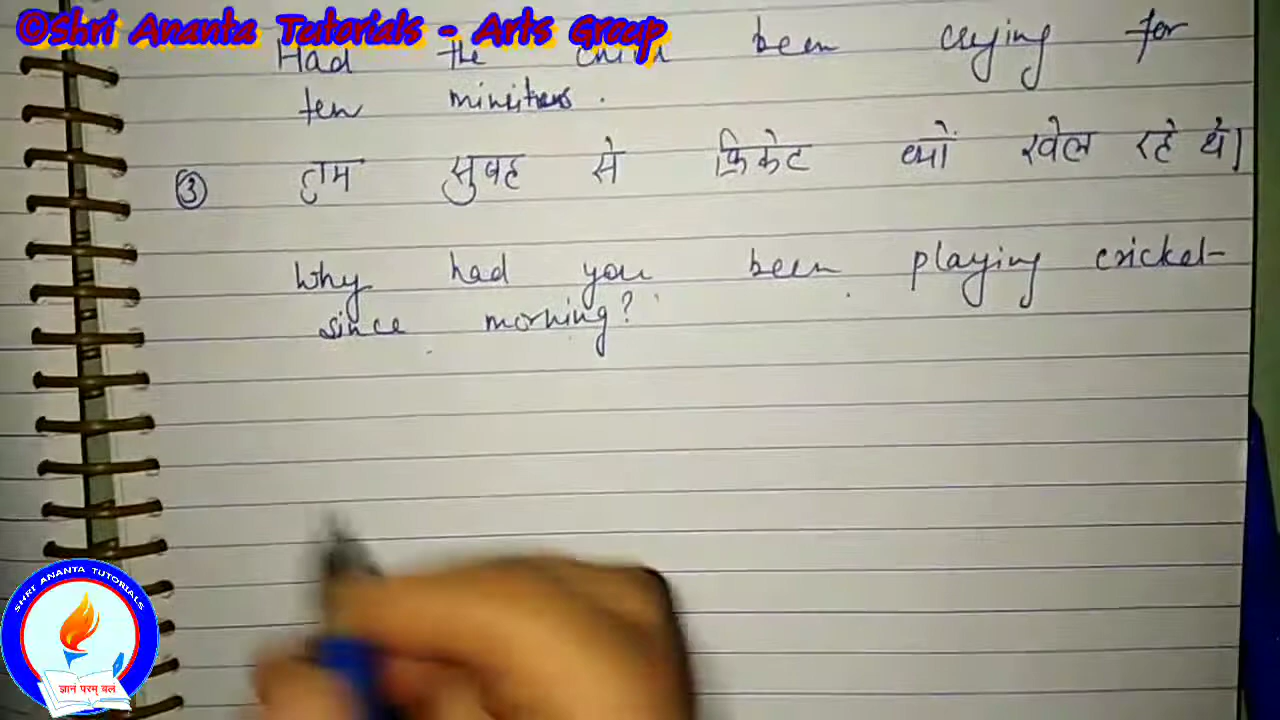 ©Shri Ananta Tutorials - Arts Group
Had the child been crying for
ten
③ तुम सुबह से क्रिकेट क्यों खेल रहे थे।
Why had you been playing cricket
since morning?
SHRI ANANTA TUTORIALS
ज्ञानं परमं बलं